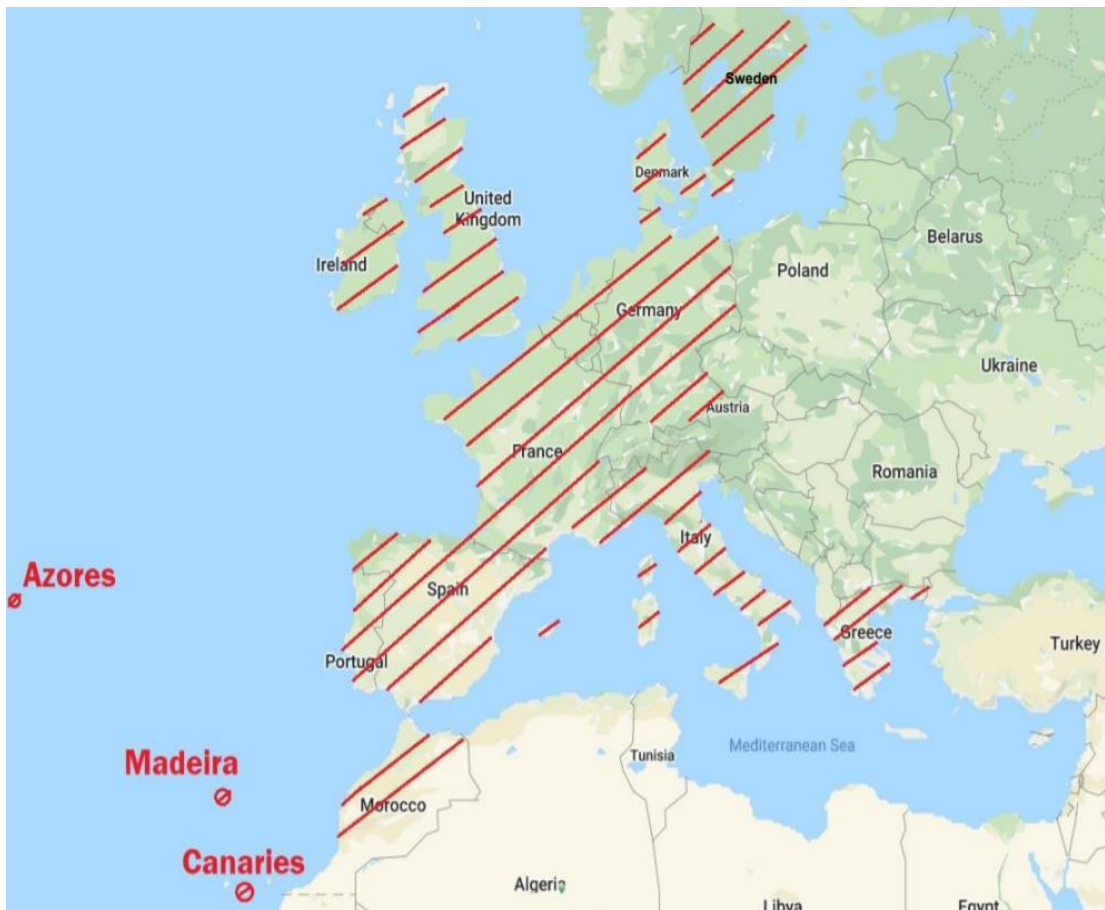 Sweden
Denmark
United
Kingdom
Ireland
Belarus
Poland
Germany
Ukraine
Austria
France
Romania
Italy
Azores
Spain
Greece
Turkey
Portugal
Mediterranean Sea
Tunisia
Madeira
Morocco
Canaries
Algeria
Libya
Egypt